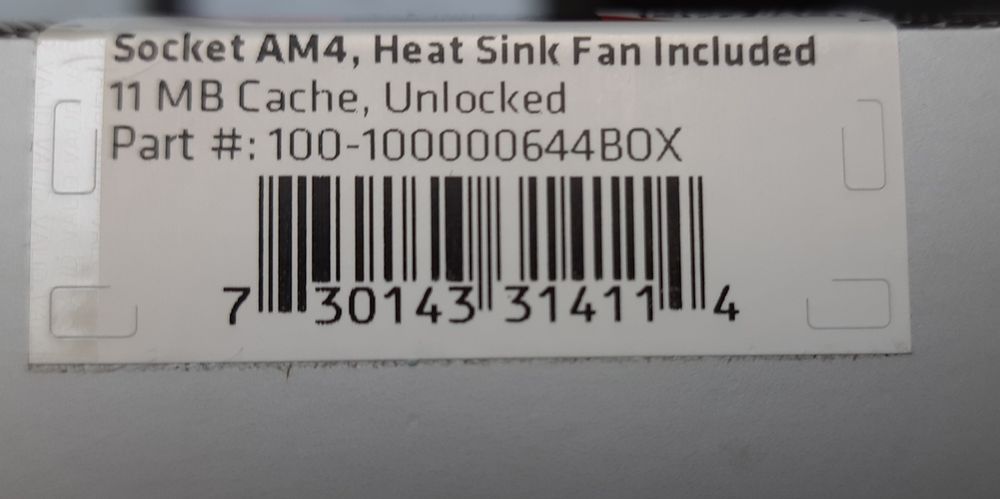 Socket AM4, Heat Sink Fan Included
11 MB Cache, Unlocked
Part #: 100-100000644BOX
7 30143 31411 4